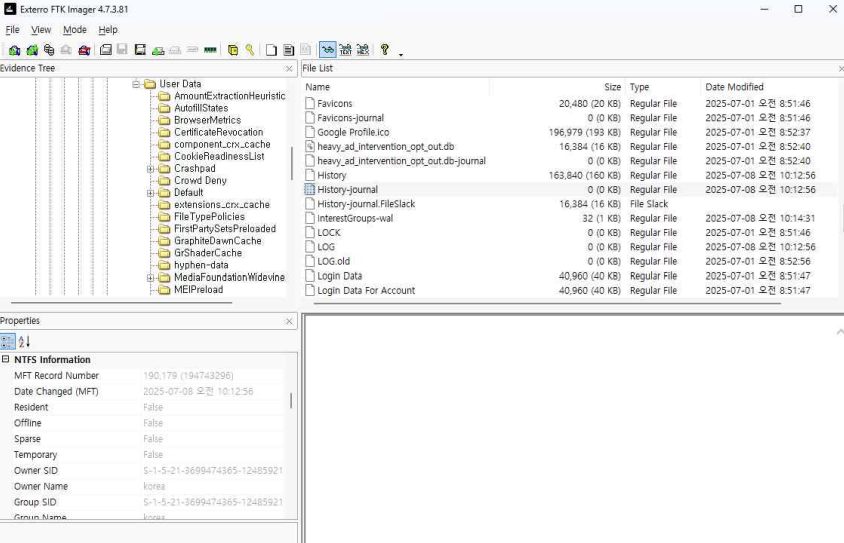 Exterro FTK Imager 4.7.3.81
File View Mode Help
Evidence Tree
User Data
AmountExtractionHeuristic
AutofillStates
BrowserMetrics
CertificateRevocation
component_crx_cache
CookieReadinessList
Crashpad
Crowd Deny
Default
extensions_crx_cache
FileTypePolicies
FirstPartySetsPreloaded
GraphiteDawnCache
GrShaderCache
hyphen-data
MediaFoundationWidevine
MEIPreload
File List
Name Size Type Date Modified
Favicons 20,480 (20 KB) Regular File 2025-07-01 오전 8:51:46
Favicons-journal 0 (0 KB) Regular File 2025-07-01 오전 8:51:46
Google Profile.ico 196,979 (193 KB) Regular File 2025-07-01 오전 8:52:37
heavy_ad_intervention_opt_out.db 16,384 (16 KB) Regular File 2025-07-01 오전 8:52:40
heavy_ad_intervention_opt_out.db-journal 0 (0 KB) Regular File 2025-07-01 오전 8:52:40
History 163,840 (160 KB) Regular File 2025-07-08 오전 10:12:56
History-journal 0 (0 KB) Regular File 2025-07-08 오전 10:12:56
History-journal.FileSlack 16,384 (16 KB) File Slack
InterestGroups-wal 32 (1 KB) Regular File 2025-07-08 오전 10:14:31
LOCK 0 (0 KB) Regular File 2025-07-01 오전 8:51:46
LOG 0 (0 KB) Regular File 2025-07-08 오전 10:12:56
LOG.old 0 (0 KB) Regular File 2025-07-01 오전 8:52:56
Login Data 40,960 (40 KB) Regular File 2025-07-01 오전 8:51:47
Login Data For Account 40,960 (40 KB) Regular File 2025-07-01 오전 8:51:47
Properties
NTFS Information
MFT Record Number 190,179 (194743296)
Date Changed (MFT) 2025-07-08 오전 10:12:56
Resident False
Offline False
Sparse False
Temporary False
Owner SID S-1-5-21-3699474365-12485921
Owner Name korea
Group SID S-1-5-21-3699474365-12485921
Group Name korea